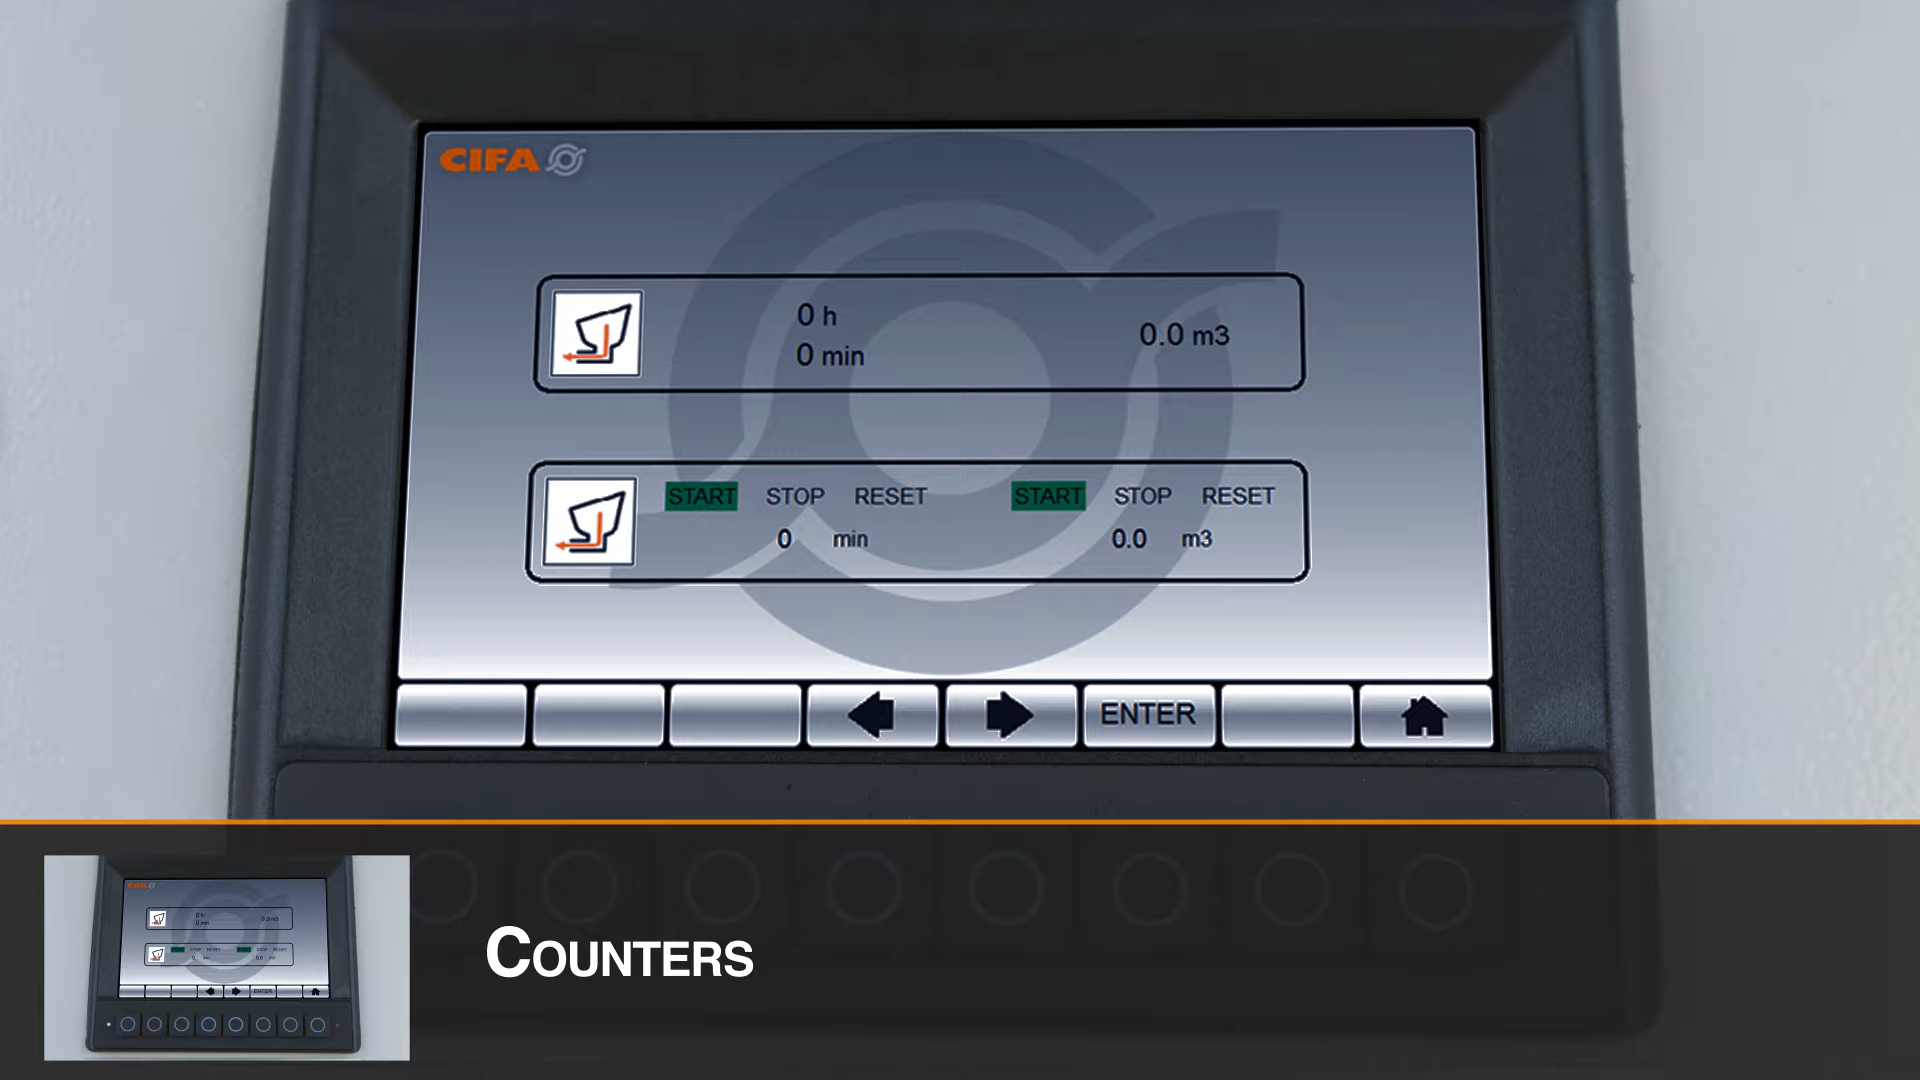 CIFA
0 h
0 min
0.0 m3
START STOP RESET START STOP RESET
0 min 0.0 m3
ENTER
COUNTERS